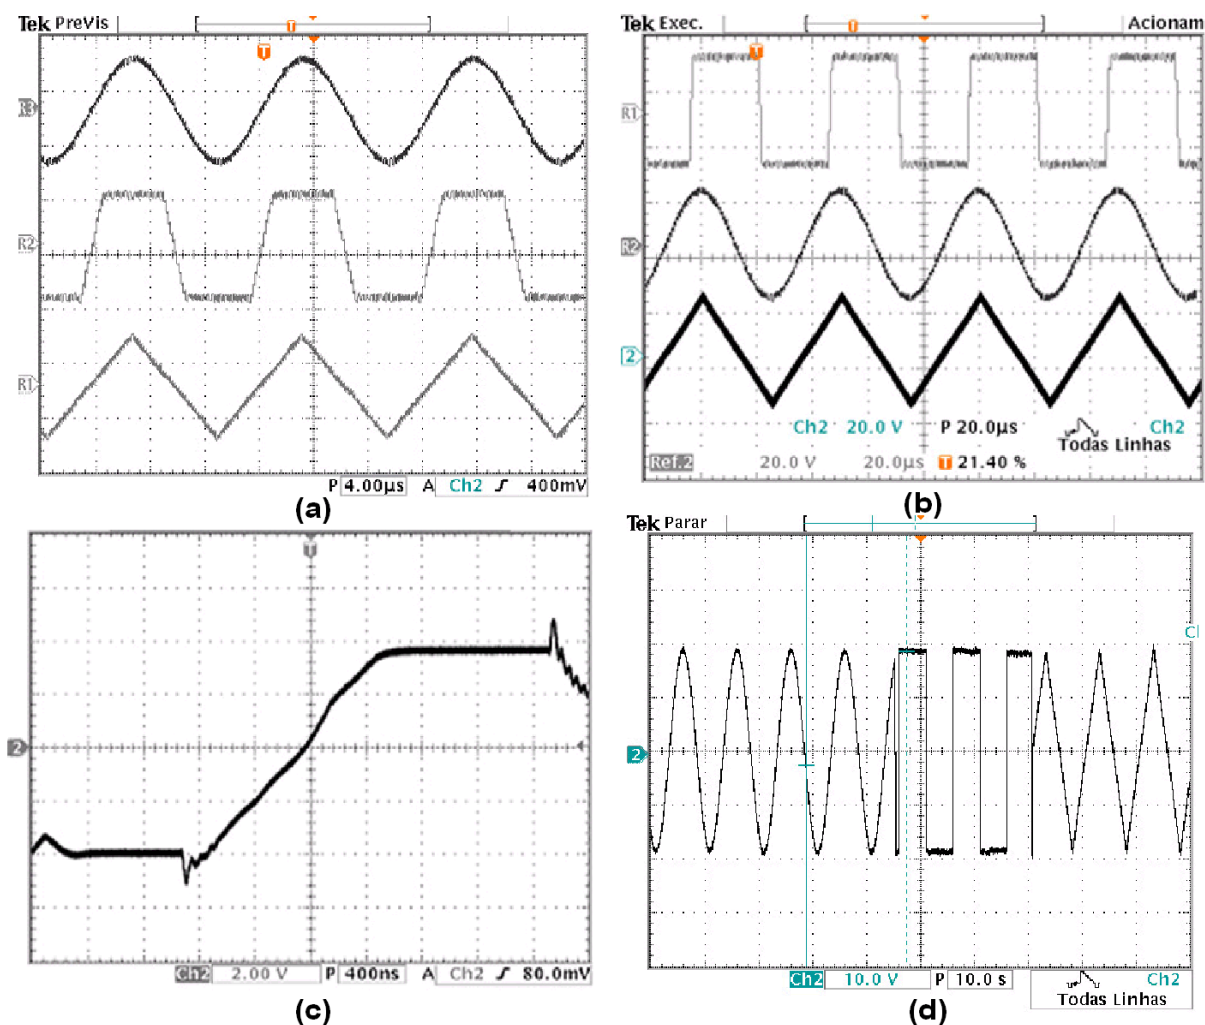 Tek PreVis
T
T
R3
R2
R1
P 4.00µs A Ch2 400mV
(a)
Tek Exec. Acionam
T
T
R1
R2
2
Ch2 20.0 V P 20.0µs Ch2
Todas Linhas
Ref.2 20.0 V 20.0µs T 21.40 %
(b)
T
2
Ch2 2.00 V P 400ns A Ch2 80.0mV
(c)
Tek Parar
2
Ch2 10.0 V P 10.0 s Ch2
Todas Linhas
(d)